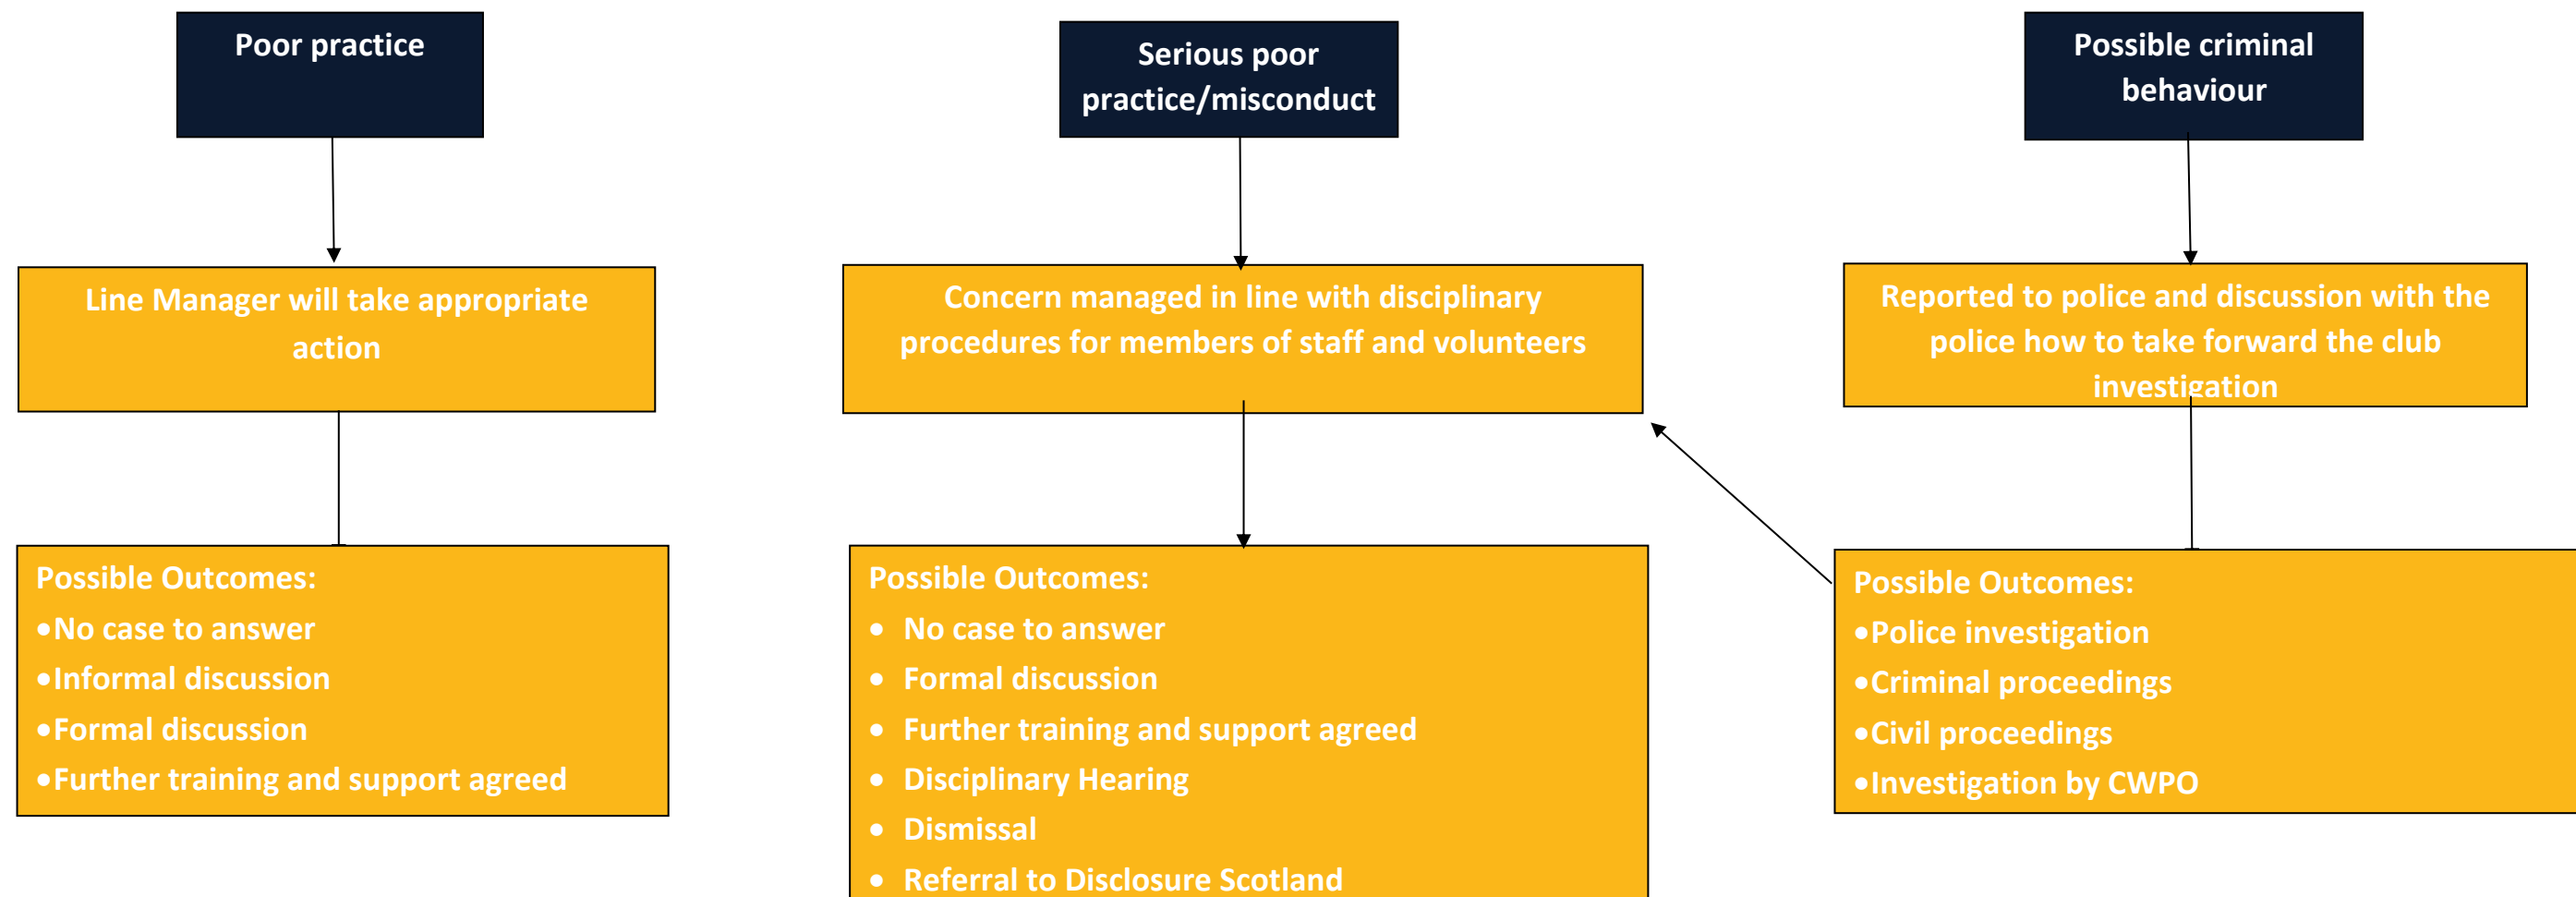 Poor practice
Serious poor
practice/misconduct
Possible criminal
behaviour
Line Manager will take appropriate
action
Concern managed in line with disciplinary
procedures for members of staff and volunteers
Reported to police and discussion with the
police how to take forward the club
investigation
Possible Outcomes:
•No case to answer
•Informal discussion
•Formal discussion
•Further training and support agreed
Possible Outcomes:
• No case to answer
• Formal discussion
• Further training and support agreed
• Disciplinary Hearing
• Dismissal
• Referral to Disclosure Scotland
Possible Outcomes:
•Police investigation
•Criminal proceedings
•Civil proceedings
•Investigation by CWPO